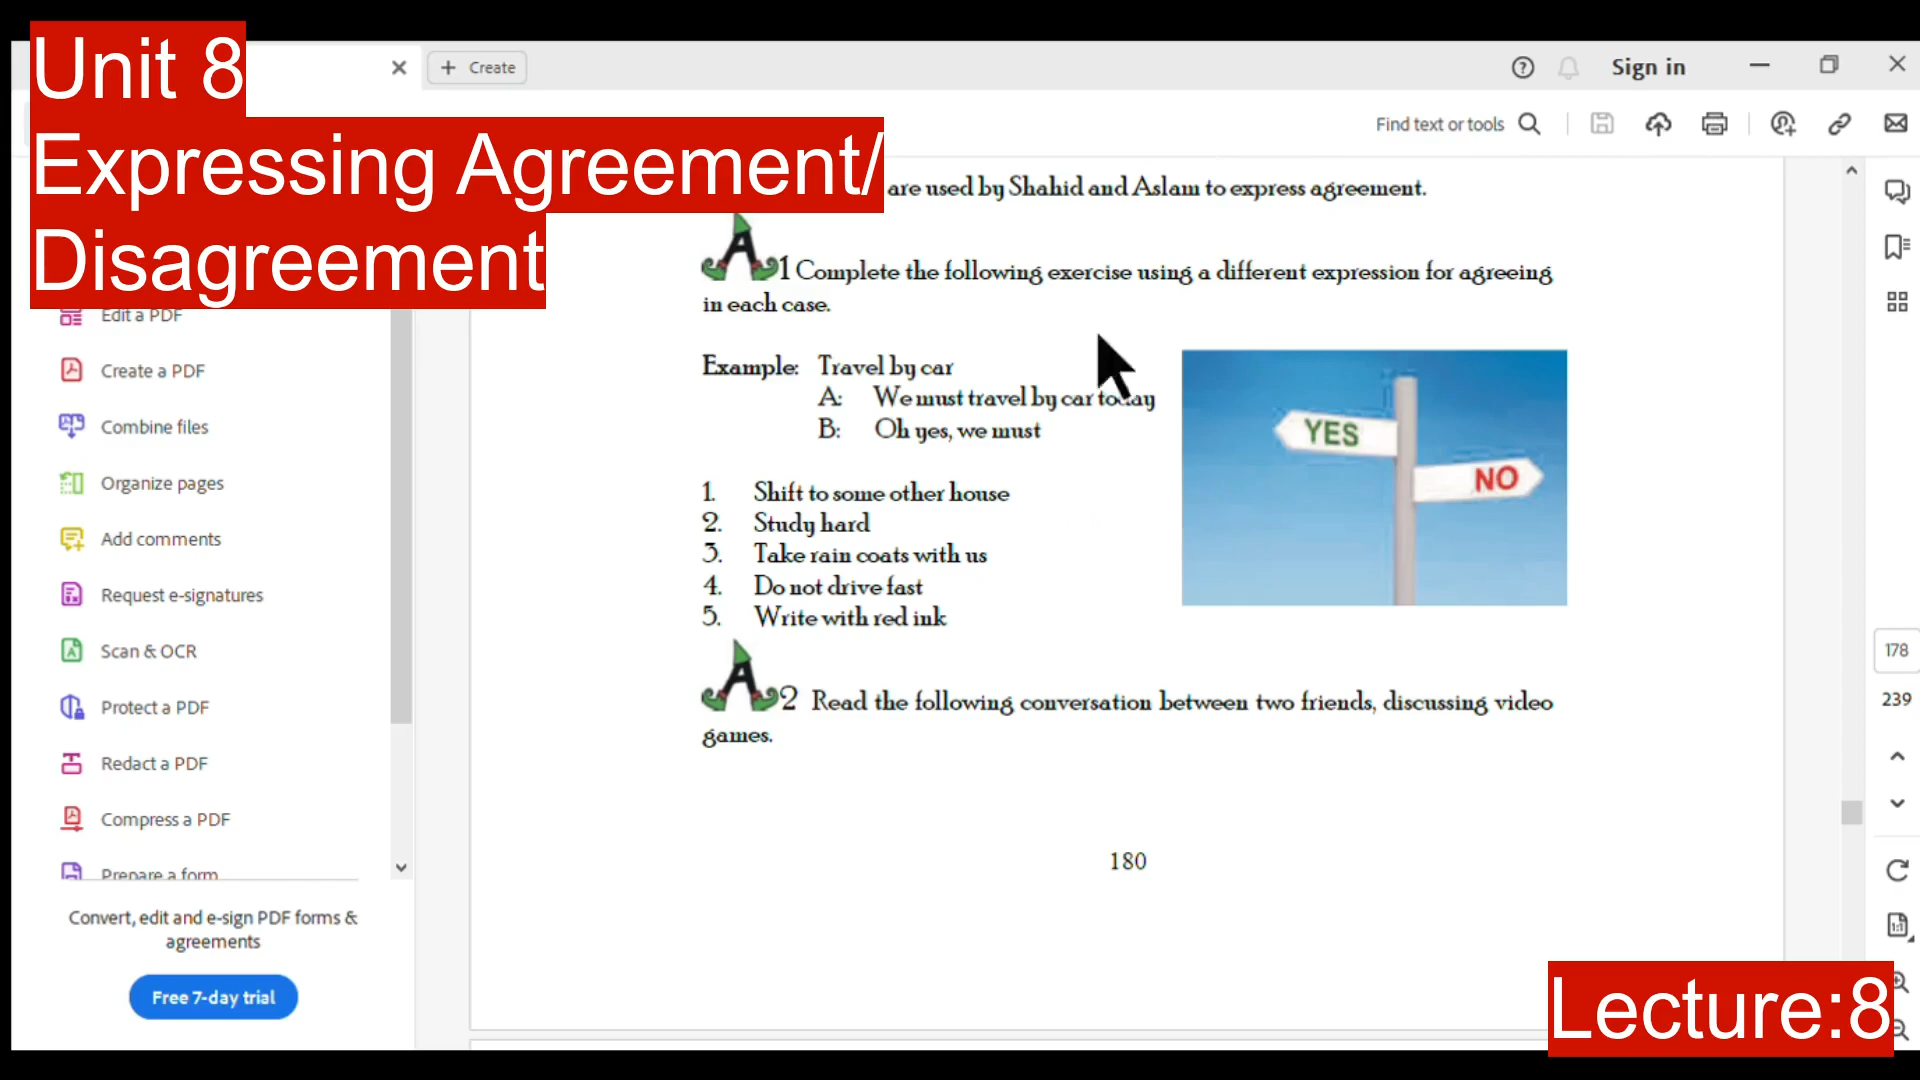 Unit 8
Expressing Agreement/
Disagreement
Create
Sign in
Find text or tools
Edit a PDF
Create a PDF
Combine files
Organize pages
Add comments
Request e-signatures
Scan & OCR
Protect a PDF
Redact a PDF
Compress a PDF
Prepare a form
Convert, edit and e-sign PDF forms &
agreements
Free 7-day trial
are used by Shahid and Aslam to express agreement.
A1 Complete the following exercise using a different expression for agreeing
in each case.
Example: Travel by car
A: We must travel by car today
B: Oh yes, we must
1. Shift to some other house
2. Study hard
3. Take rain coats with us
4. Do not drive fast
5. Write with red ink
YES
NO
A2 Read the following conversation between two friends, discussing video
games.
180
178
239
1:1
Lecture:8